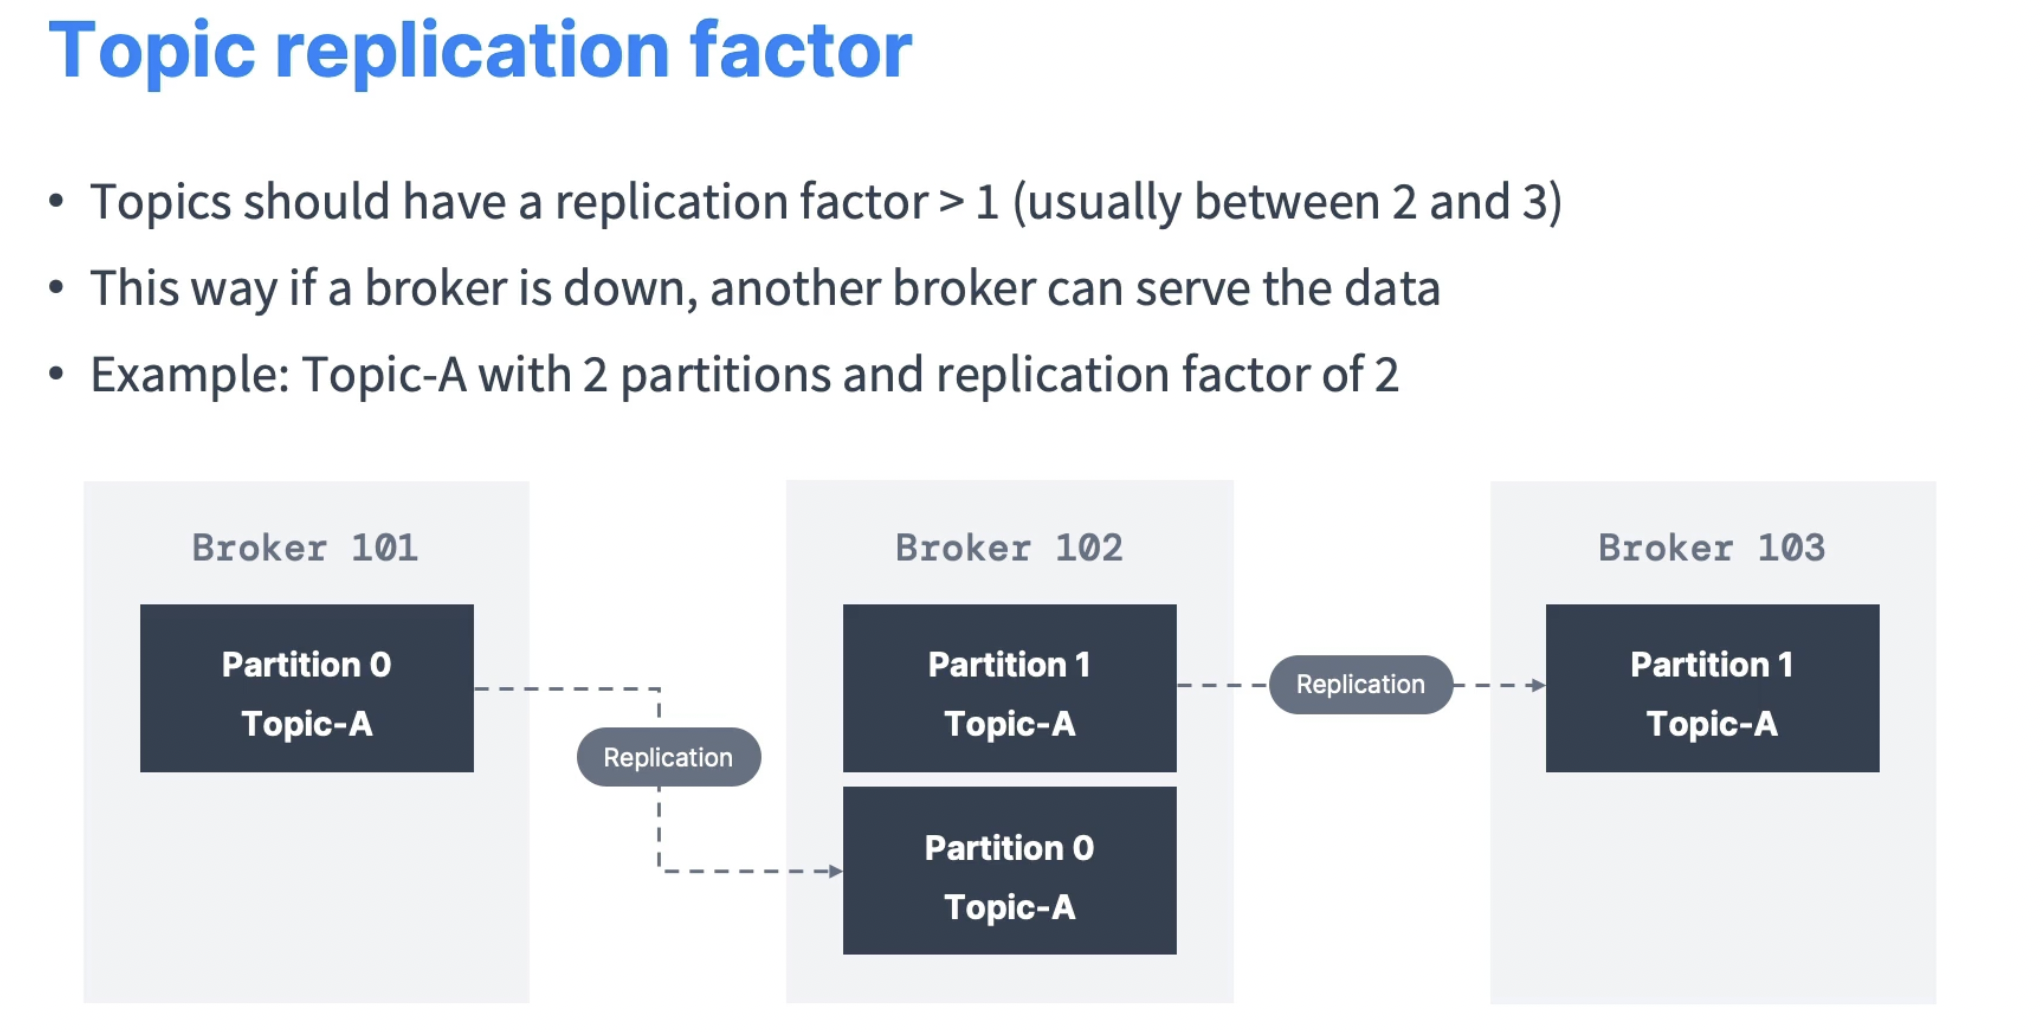 Topic replication factor
• Topics should have a replication factor > 1 (usually between 2 and 3)
• This way if a broker is down, another broker can serve the data
• Example: Topic-A with 2 partitions and replication factor of 2
Broker 101
Partition 0
Topic-A
Replication
Broker 102
Partition 1
Topic-A
Partition 0
Topic-A
Replication
Broker 103
Partition 1
Topic-A